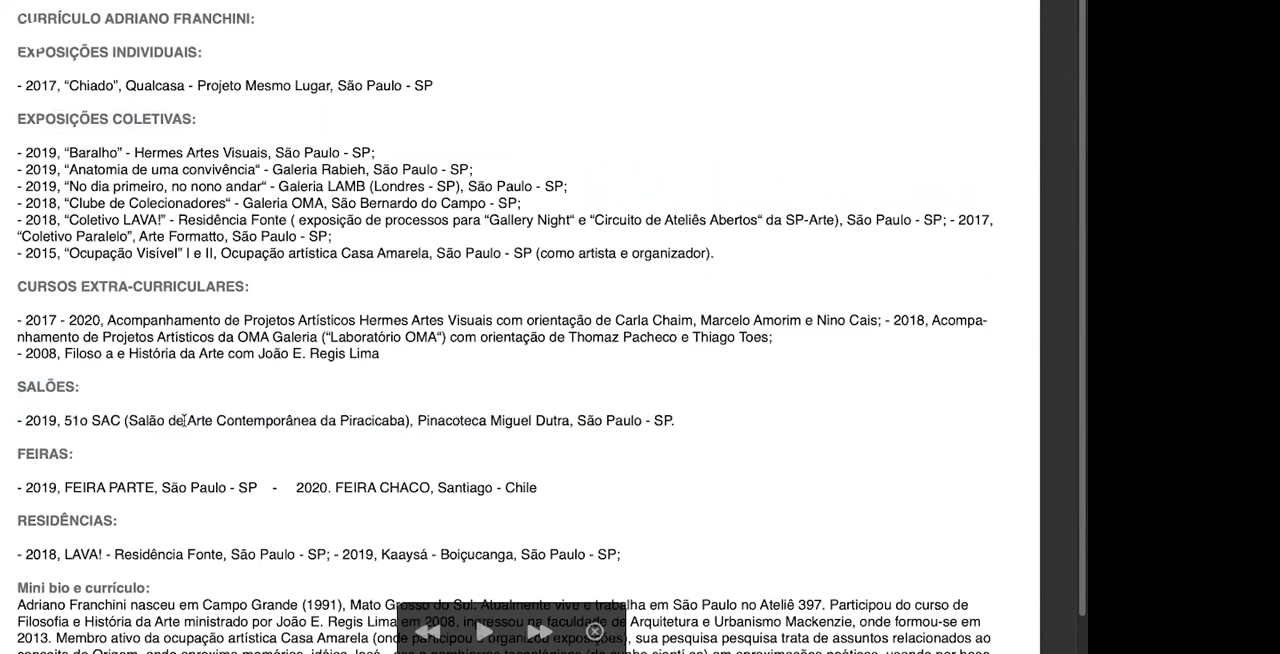 CURRÍCULO ADRIANO FRANCHINI:
EXPOSIÇÕES INDIVIDUAIS:
- 2017, “Chiado”, Qualcasa - Projeto Mesmo Lugar, São Paulo - SP
EXPOSIÇÕES COLETIVAS:
- 2019, “Baralho” - Hermes Artes Visuais, São Paulo - SP;
- 2019, “Anatomia de uma convivência“ - Galeria Rabieh, São Paulo - SP;
- 2019, “No dia primeiro, no nono andar“ - Galeria LAMB (Londres - SP), São Paulo - SP;
- 2018, “Clube de Colecionadores“ - Galeria OMA, São Bernardo do Campo - SP;
- 2018, “Coletivo LAVA!” - Residência Fonte ( exposição de processos para “Gallery Night“ e “Circuito de Ateliês Abertos“ da SP-Arte), São Paulo - SP; - 2017,
“Coletivo Paralelo”, Arte Formatto, São Paulo - SP;
- 2015, “Ocupação Visível” I e II, Ocupação artística Casa Amarela, São Paulo - SP (como artista e organizador).
CURSOS EXTRA-CURRICULARES:
- 2017 - 2020, Acompanhamento de Projetos Artísticos Hermes Artes Visuais com orientação de Carla Chaim, Marcelo Amorim e Nino Cais; - 2018, Acompa-
nhamento de Projetos Artísticos da OMA Galeria (“Laboratório OMA“) com orientação de Thomaz Pacheco e Thiago Toes;
- 2008, Filoso a e História da Arte com João E. Regis Lima
SALÕES:
- 2019, 51o SAC (Salão de Arte Contemporânea da Piracicaba), Pinacoteca Miguel Dutra, São Paulo - SP.
FEIRAS:
- 2019, FEIRA PARTE, São Paulo - SP - 2020. FEIRA CHACO, Santiago - Chile
RESIDÊNCIAS:
- 2018, LAVA! - Residência Fonte, São Paulo - SP; - 2019, Kaaysá - Boiçucanga, São Paulo - SP;
Mini bio e currículo:
Adriano Franchini nasceu em Campo Grande (1991), Mato Grosso do Sul. Atualmente vive e trabalha em São Paulo no Ateliê 397. Participou do curso de
Filosofia e História da Arte ministrado por João E. Regis Lima em 2008, ingressou na faculdade de Arquitetura e Urbanismo Mackenzie, onde formou-se em
2013. Membro ativo da ocupação artística Casa Amarela (onde participou e organizou exposições), sua pesquisa pesquisa trata de assuntos relacionados ao